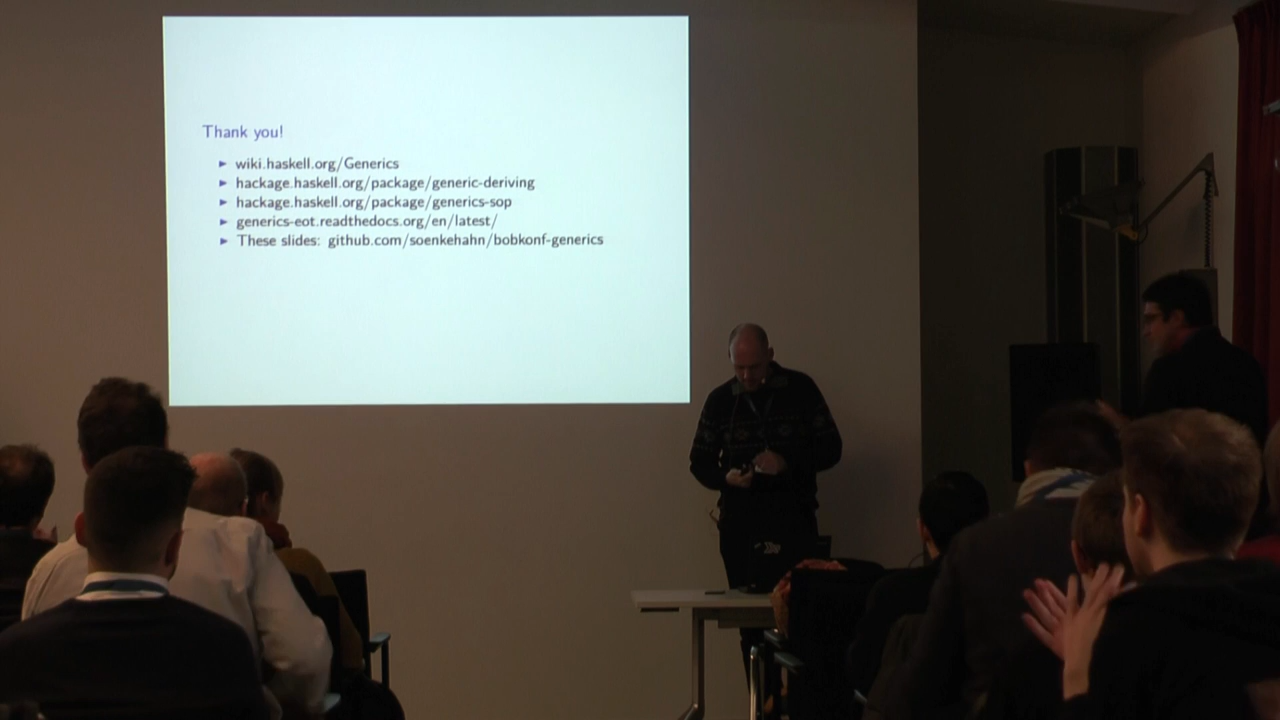 Thank you!
► wiki.haskell.org/Generics
► hackage.haskell.org/package/generic-deriving
► hackage.haskell.org/package/generics-sop
► generics-eot.readthedocs.org/en/latest/
► These slides: github.com/soenkehahn/bobkonf-generics